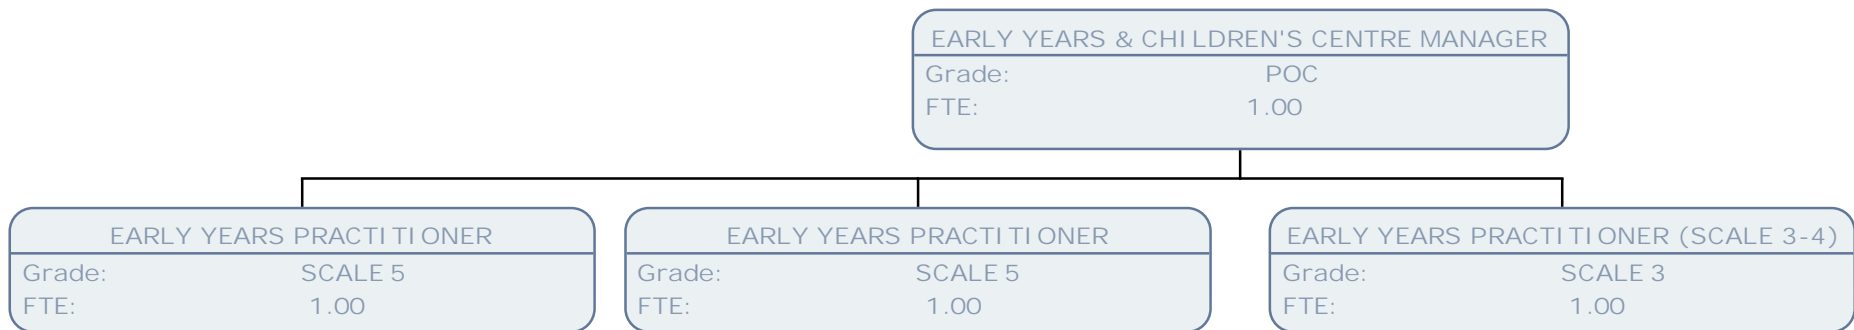 EARLY YEARS & CHILDREN'S CENTRE MANAGER
Grade: POC
FTE: 1.00
EARLY YEARS PRACTITIONER
Grade: SCALE 5
FTE: 1.00
EARLY YEARS PRACTITIONER
Grade: SCALE 5
FTE: 1.00
EARLY YEARS PRACTITIONER (SCALE 3-4)
Grade: SCALE 3
FTE: 1.00